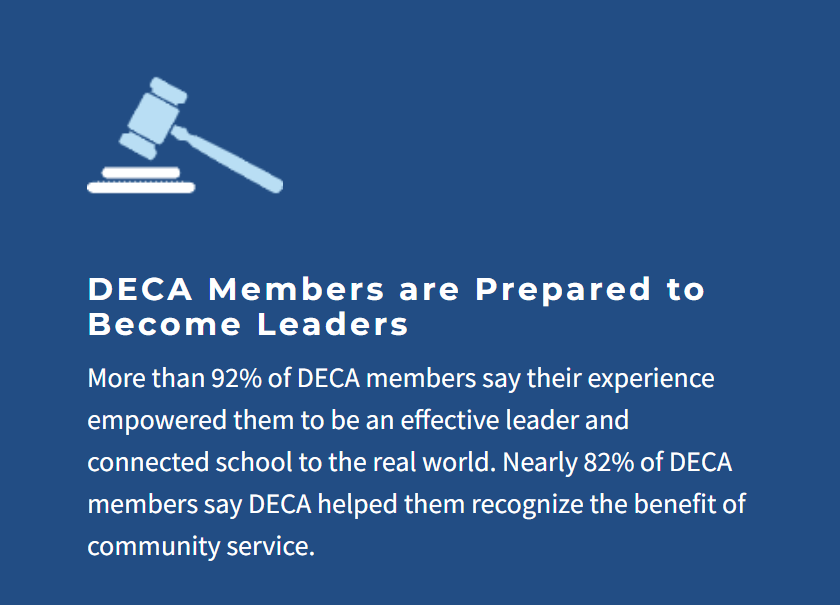 DECA Members are Prepared to
Become Leaders
More than 92% of DECA members say their experience
empowered them to be an effective leader and
connected school to the real world. Nearly 82% of DECA
members say DECA helped them recognize the benefit of
community service.